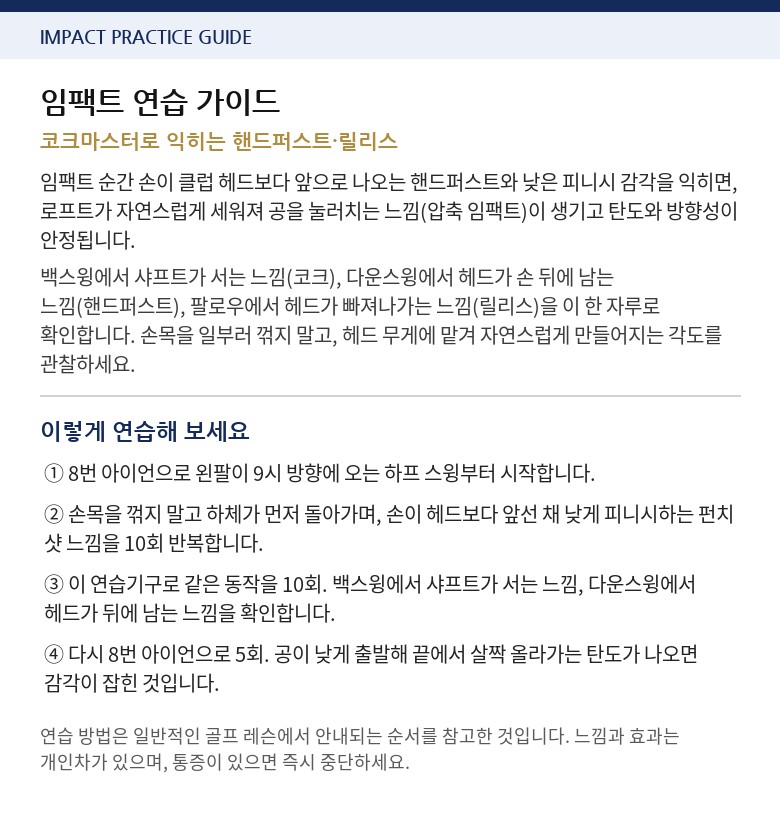 IMPACT PRACTICE GUIDE
임팩트 연습 가이드
코크마스터로 익히는 핸드퍼스트·릴리스
임팩트 순간 손이 클럽 헤드보다 앞으로 나오는 핸드퍼스트와 낮은 피니시 감각을 익히면,
로프트가 자연스럽게 세워져 공을 눌러치는 느낌(압축 임팩트)이 생기고 탄도와 방향성이
안정됩니다.
백스윙에서 샤프트가 서는 느낌(코크), 다운스윙에서 헤드가 손 뒤에 남는
느낌(핸드퍼스트), 팔로우에서 헤드가 빠져나가는 느낌(릴리스)을 이 한 자루로
확인합니다. 손목을 일부러 꺾지 말고, 헤드 무게에 맡겨 자연스럽게 만들어지는 각도를
관찰하세요.
이렇게 연습해 보세요
① 8번 아이언으로 왼팔이 9시 방향에 오는 하프 스윙부터 시작합니다.
② 손목을 꺾지 말고 하체가 먼저 돌아가며, 손이 헤드보다 앞선 채 낮게 피니시하는 펀치
샷 느낌을 10회 반복합니다.
③ 이 연습기구로 같은 동작을 10회. 백스윙에서 샤프트가 서는 느낌, 다운스윙에서
헤드가 뒤에 남는 느낌을 확인합니다.
④ 다시 8번 아이언으로 5회. 공이 낮게 출발해 끝에서 살짝 올라가는 탄도가 나오면
감각이 잡힌 것입니다.
연습 방법은 일반적인 골프 레슨에서 안내되는 순서를 참고한 것입니다. 느낌과 효과는
개인차가 있으며, 통증이 있으면 즉시 중단하세요.